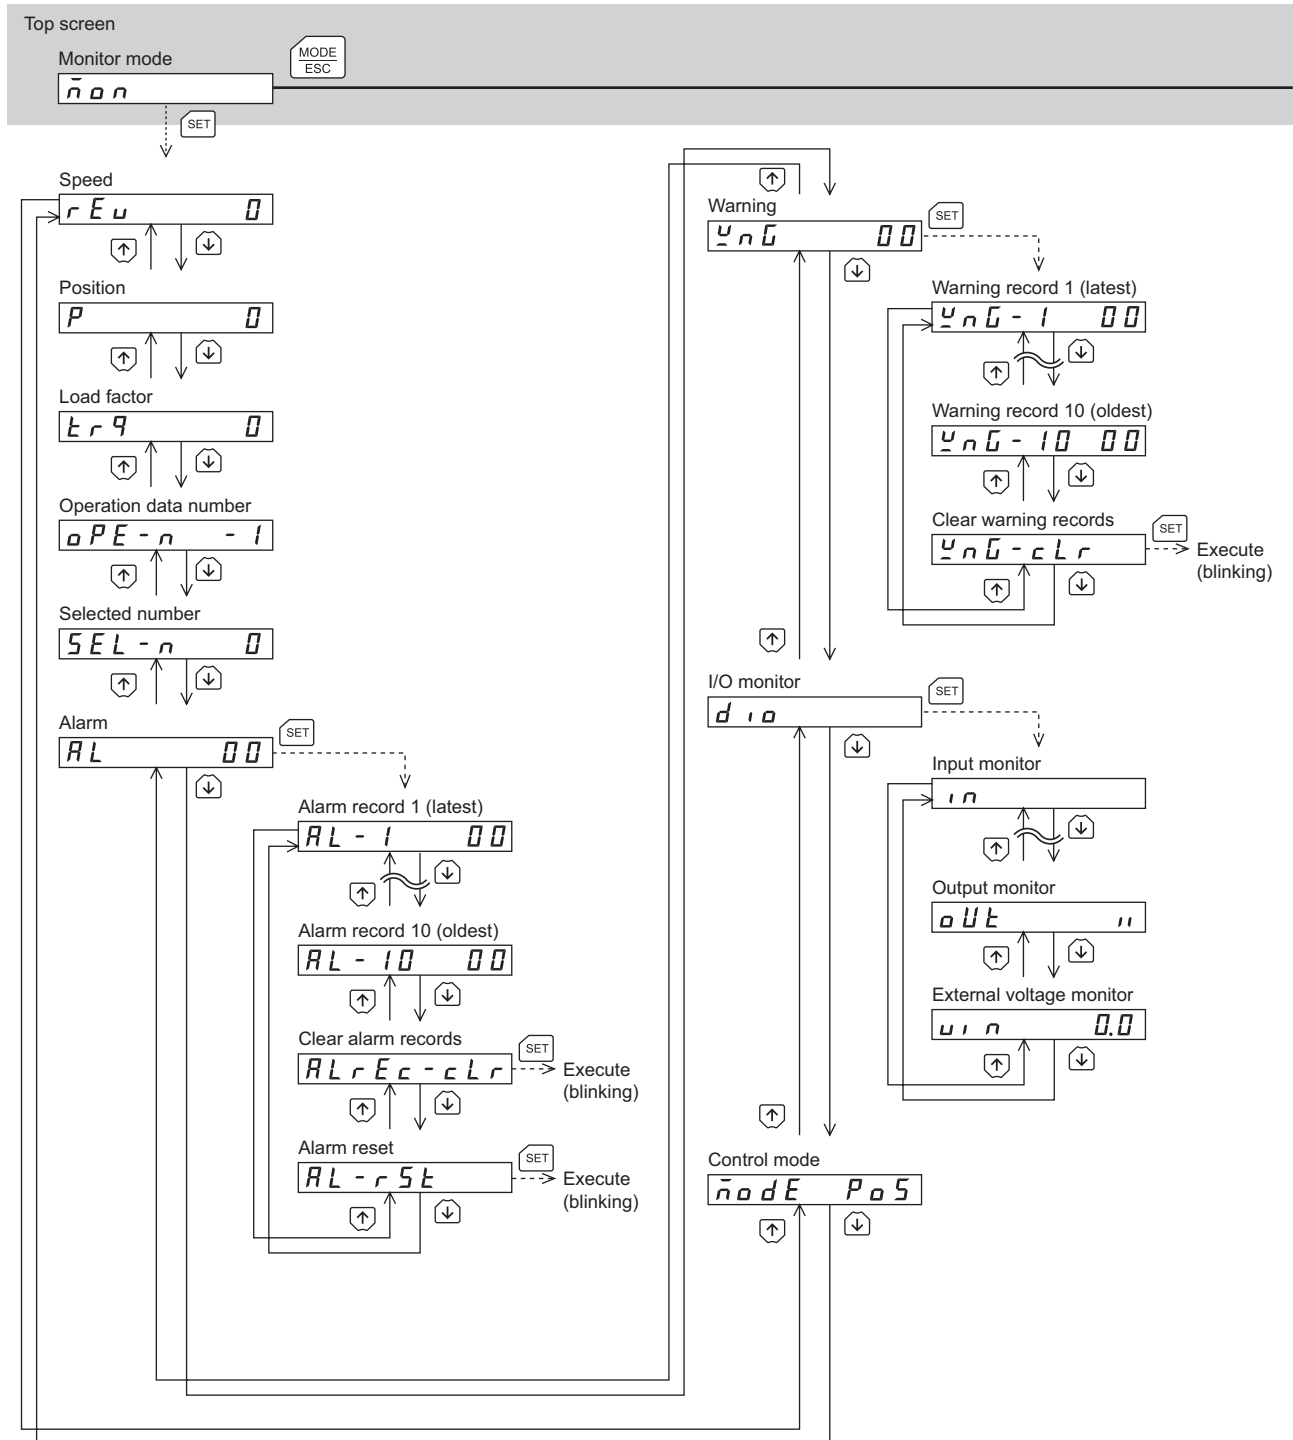 Top screen
Monitor mode
MODE
ESC
mon
SET
Speed
rEv 0
Position
P 0
Load factor
trq 0
Operation data number
oPE-n -1
Selected number
SEL-n 0
Alarm
AL 00
SET
Alarm record 1 (latest)
AL-1 00
Alarm record 10 (oldest)
AL-10 00
Clear alarm records
ALrEc-cLr
SET
Execute
(blinking)
Alarm reset
AL-rSt
SET
Execute
(blinking)
Warning
WnG 00
SET
Warning record 1 (latest)
WnG-1 00
Warning record 10 (oldest)
WnG-10 00
Clear warning records
WnG-cLr
SET
Execute
(blinking)
I/O monitor
dio
SET
Input monitor
in
Output monitor
oUt ıı
External voltage monitor
vin 0.0
Control mode
modE PoS